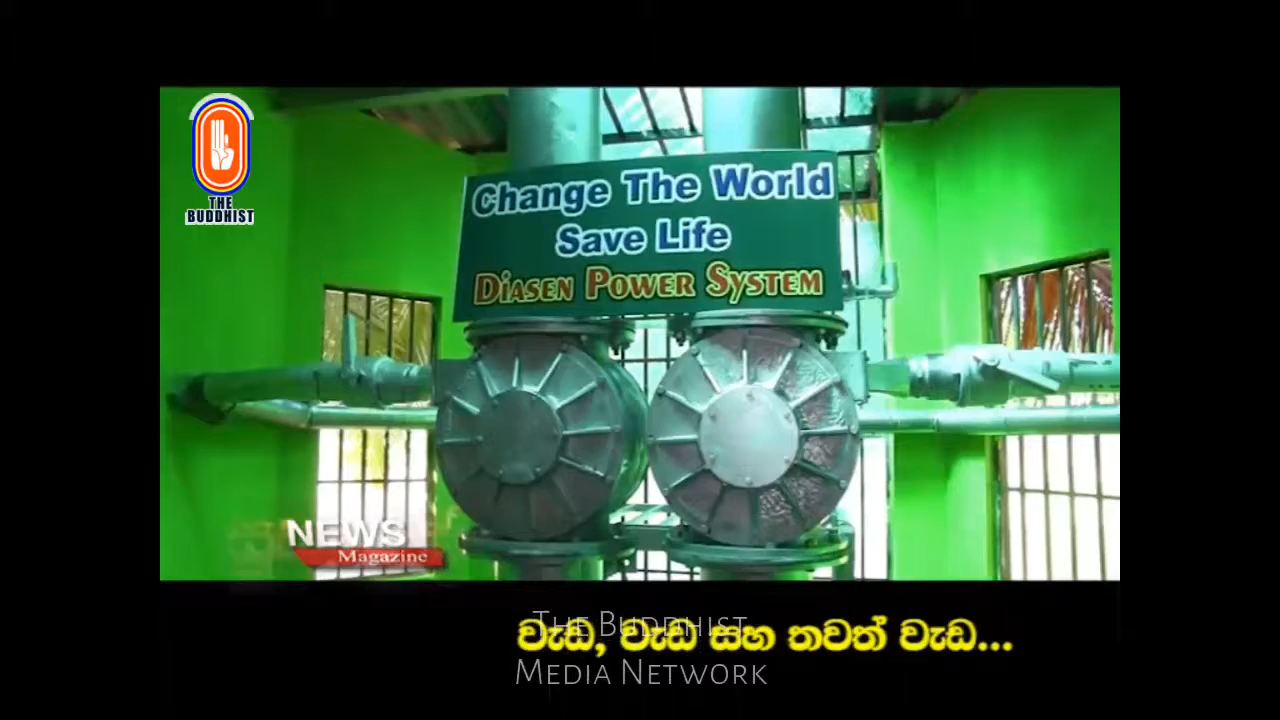 THE
BUDDHIST
Change The World
Save Life
Diasen Power System
NEWS
Magazine
The Buddhist
වැඩ, වැඩ සහ තවත් වැඩ...
Media Network